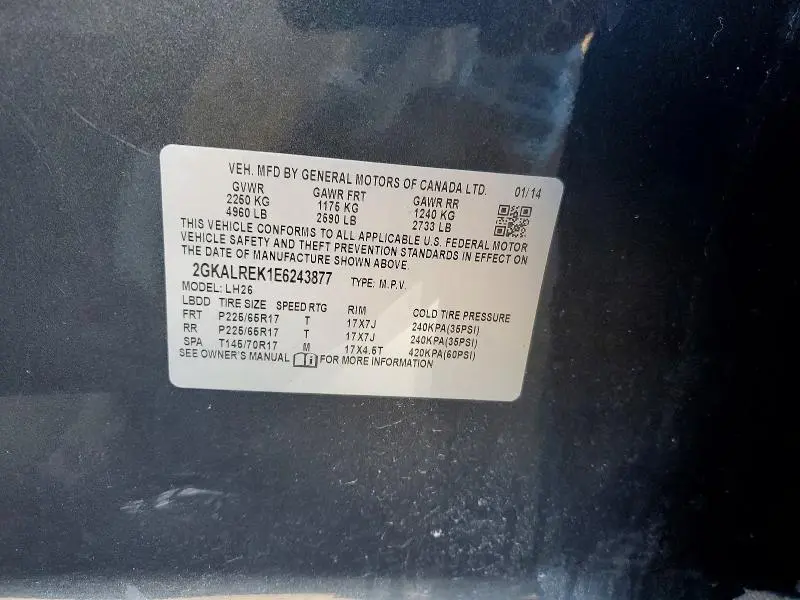 VEH. MFD BY GENERAL MOTORS OF CANADA LTD. 01/14
GVWR GAWR FRT GAWR RR
2250 KG 1175 KG 1240 KG
4960 LB 2590 LB 2733 LB
THIS VEHICLE CONFORMS TO ALL APPLICABLE U.S. FEDERAL MOTOR
VEHICLE SAFETY AND THEFT PREVENTION STANDARDS IN EFFECT ON
THE DATE OF MANUFACTURE SHOWN ABOVE.
2GKALREK1E6243877 TYPE: M.P.V.
MODEL: LH26
LBDD TIRE SIZE SPEED RTG RIM COLD TIRE PRESSURE
FRT P225/65R17 T 17X7J 240KPA(35PSI)
RR P225/65R17 T 17X7J 240KPA(35PSI)
SPA T145/70R17 M 17X4.5T 420KPA(60PSI)
SEE OWNER'S MANUAL FOR MORE INFORMATION